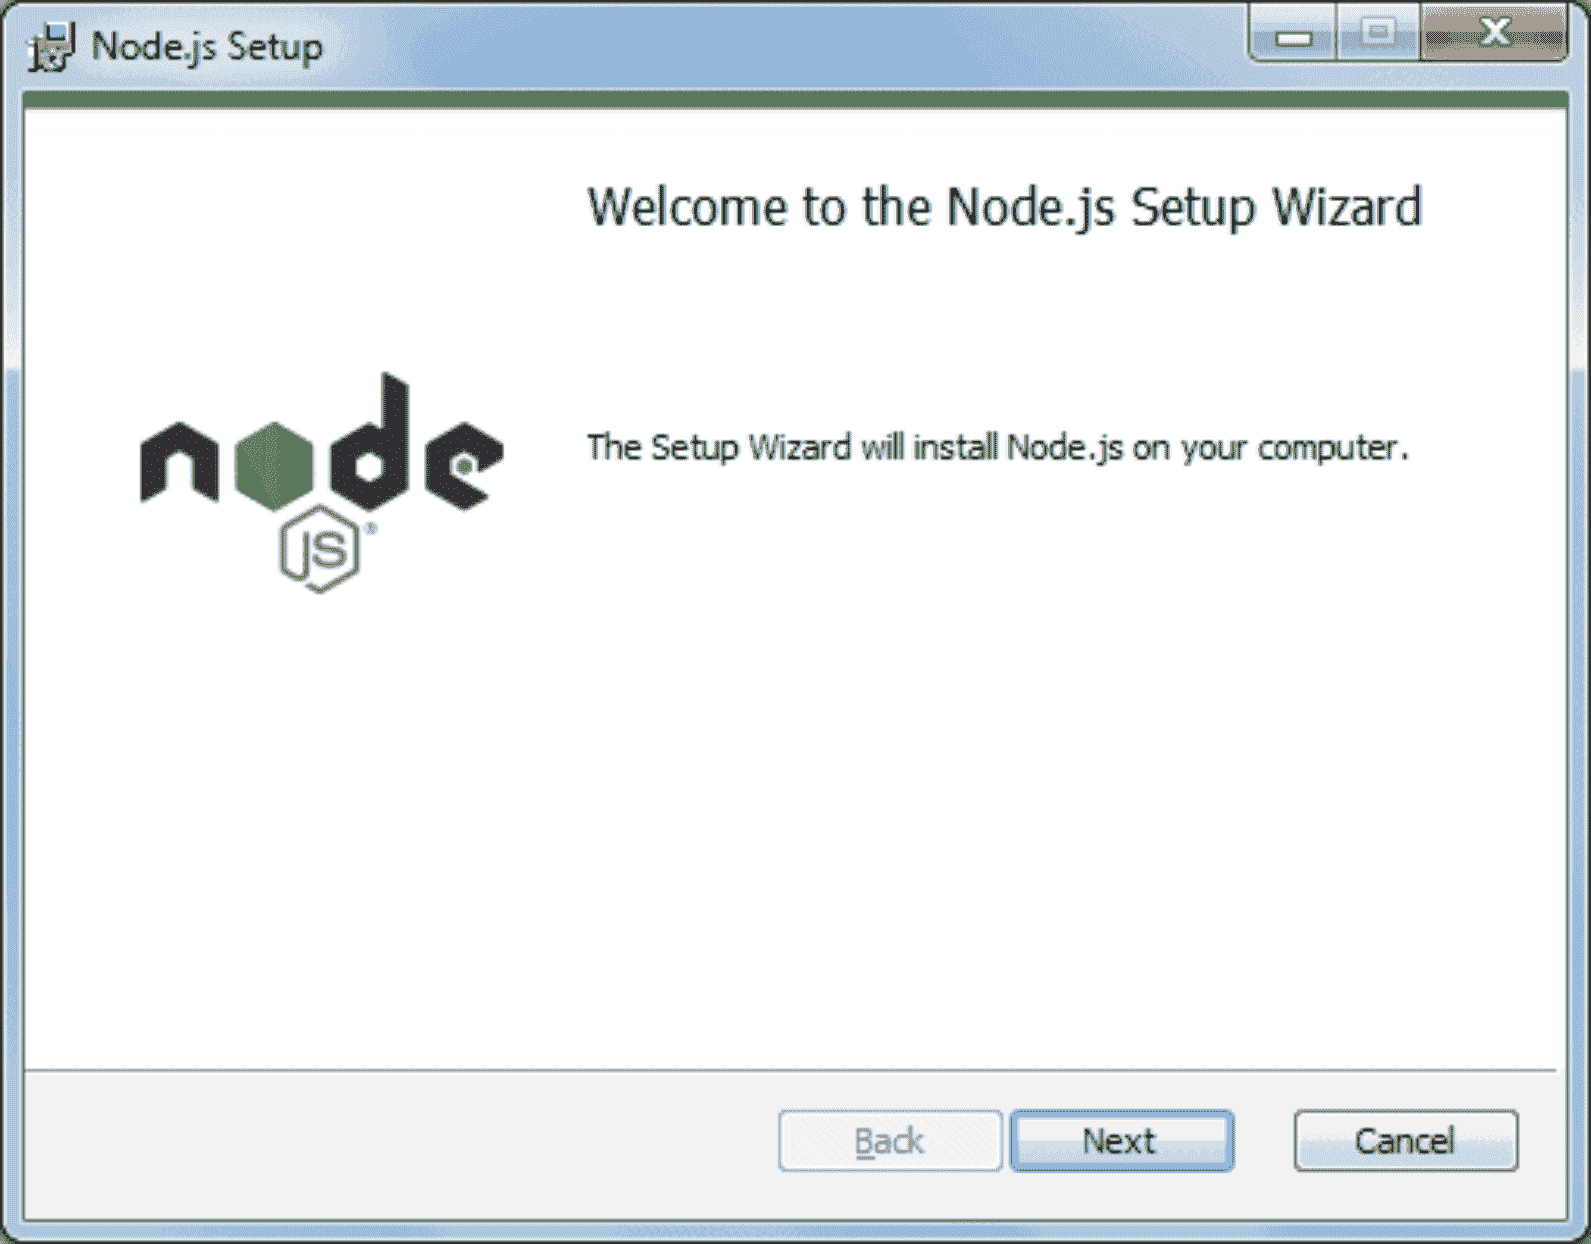 Node.js Setup
Welcome to the Node.js Setup Wizard
The Setup Wizard will install Node.js on your computer.
node
JS®
Back
Next
Cancel